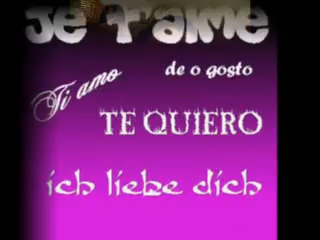 Je T'aime
Ti amo
de o gosto
TE QUIERO
ich liebe dich